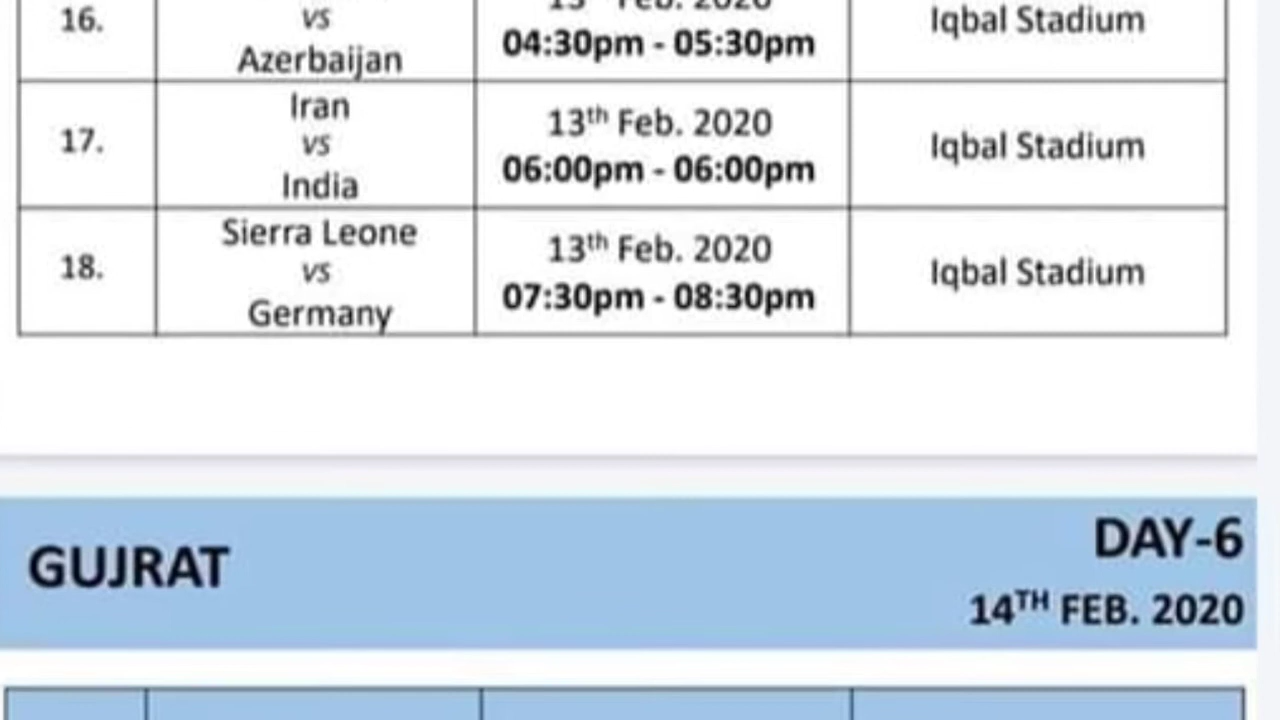 16.
vs
Azerbaijan
13th Feb. 2020
04:30pm - 05:30pm
Iqbal Stadium
17.
Iran
vs
India
13th Feb. 2020
06:00pm - 06:00pm
Iqbal Stadium
18.
Sierra Leone
vs
Germany
13th Feb. 2020
07:30pm - 08:30pm
Iqbal Stadium
GUJRAT
DAY-6
14TH FEB. 2020